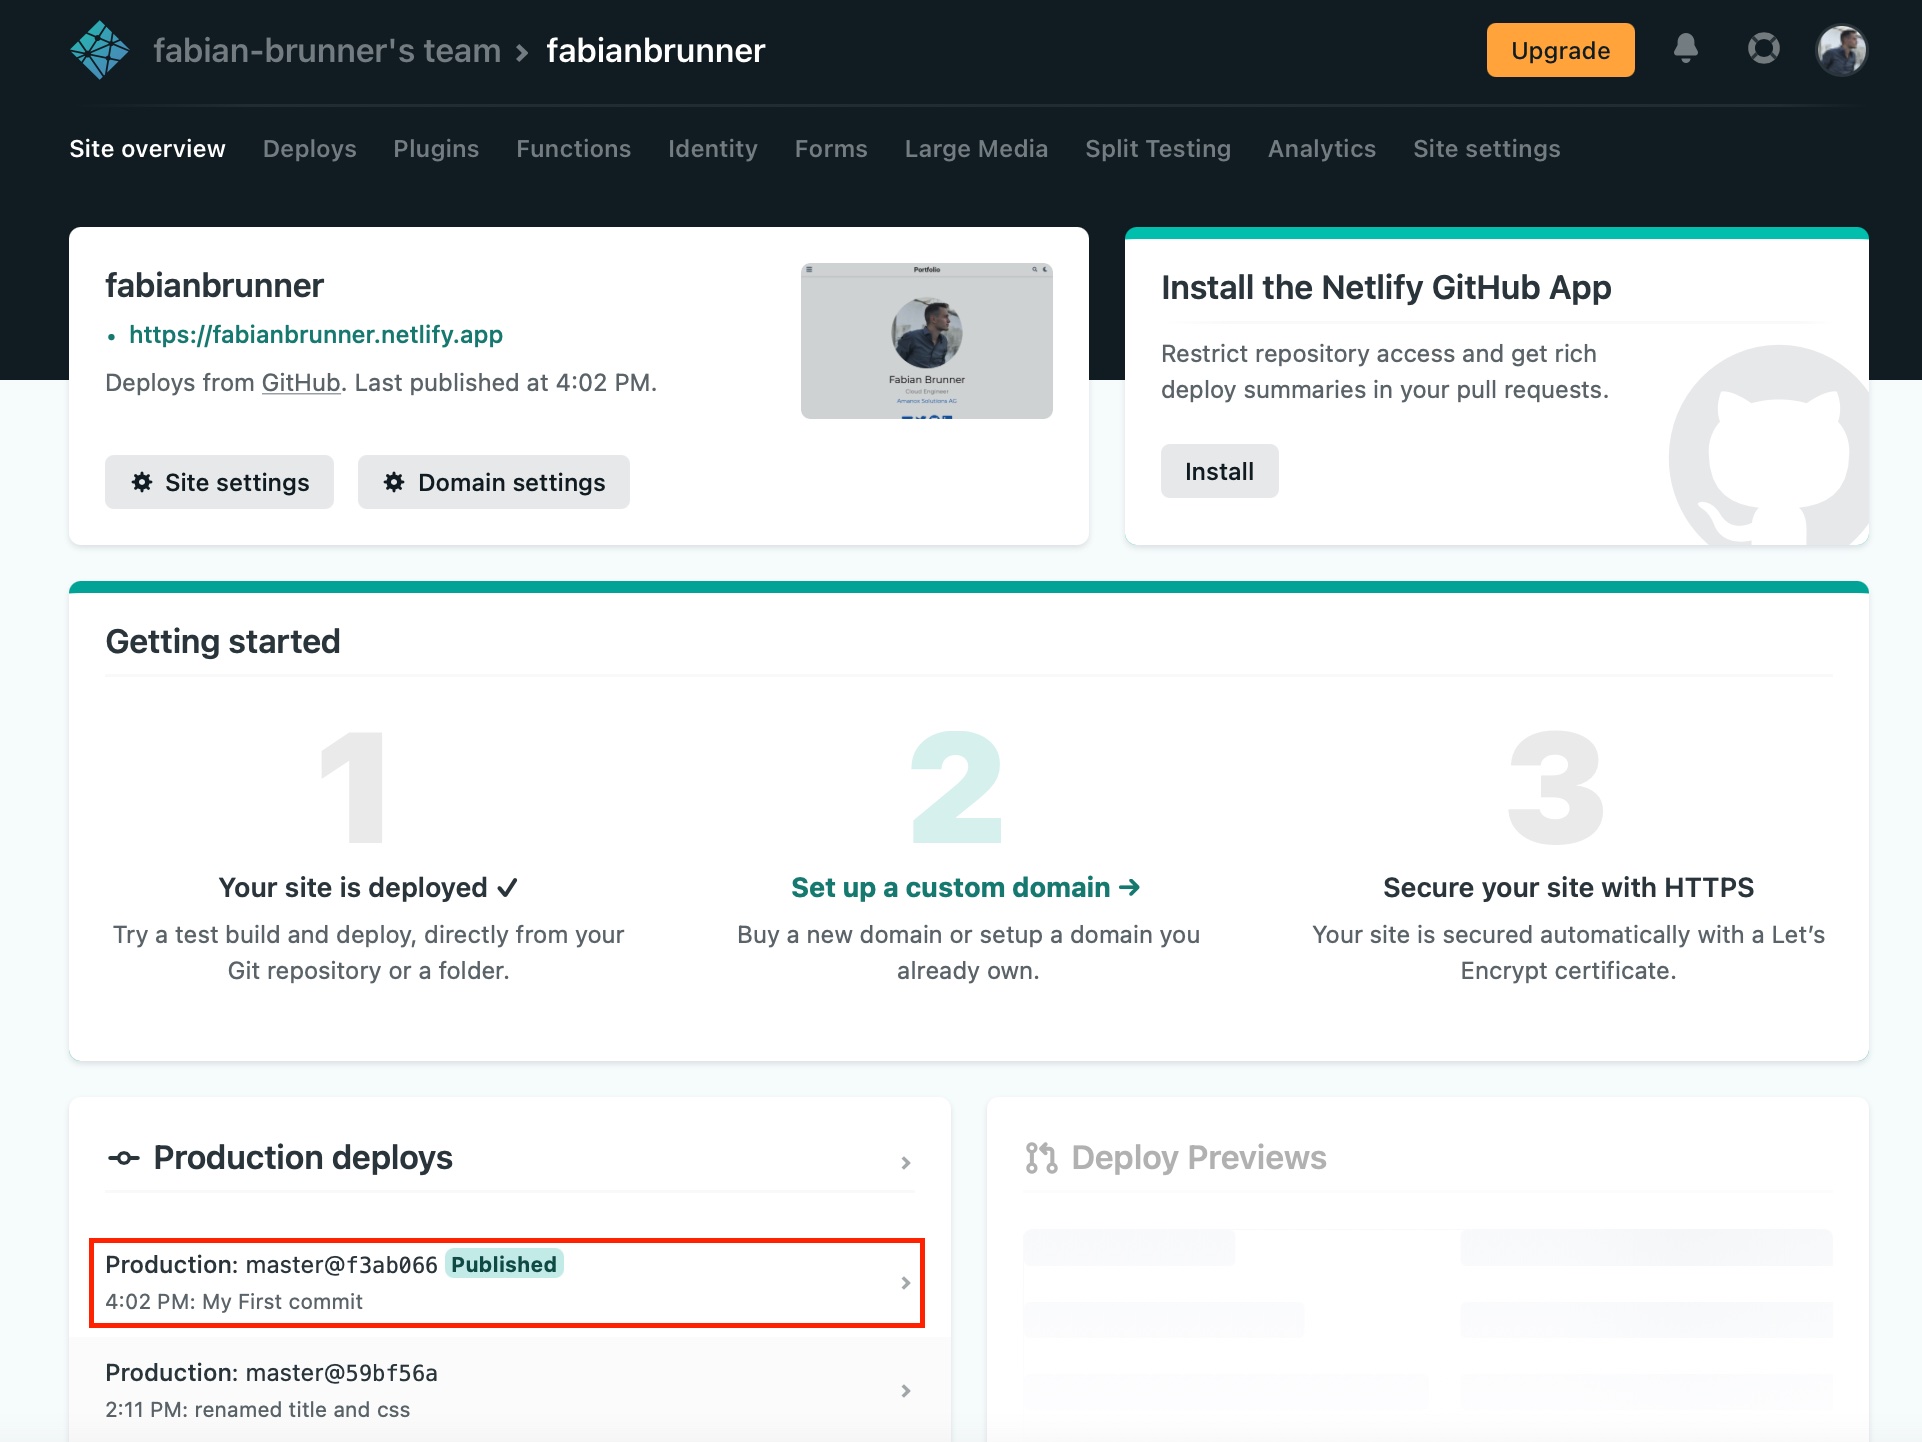 fabian-brunner's team › fabianbrunner
Upgrade
Site overview Deploys Plugins Functions Identity Forms Large Media Split Testing Analytics Site settings
fabianbrunner
• https://fabianbrunner.netlify.app
Deploys from GitHub. Last published at 4:02 PM.
Site settings
Domain settings
Portfolio
Fabian Brunner
Cloud Engineer
Amanox Solutions AG
Install the Netlify GitHub App
Restrict repository access and get rich
deploy summaries in your pull requests.
Install
Getting started
1
Your site is deployed ✓
Try a test build and deploy, directly from your
Git repository or a folder.
2
Set up a custom domain →
Buy a new domain or setup a domain you
already own.
3
Secure your site with HTTPS
Your site is secured automatically with a Let’s
Encrypt certificate.
Production deploys
Production: master@f3ab066 Published
4:02 PM: My First commit
Production: master@59bf56a
2:11 PM: renamed title and css
Deploy Previews